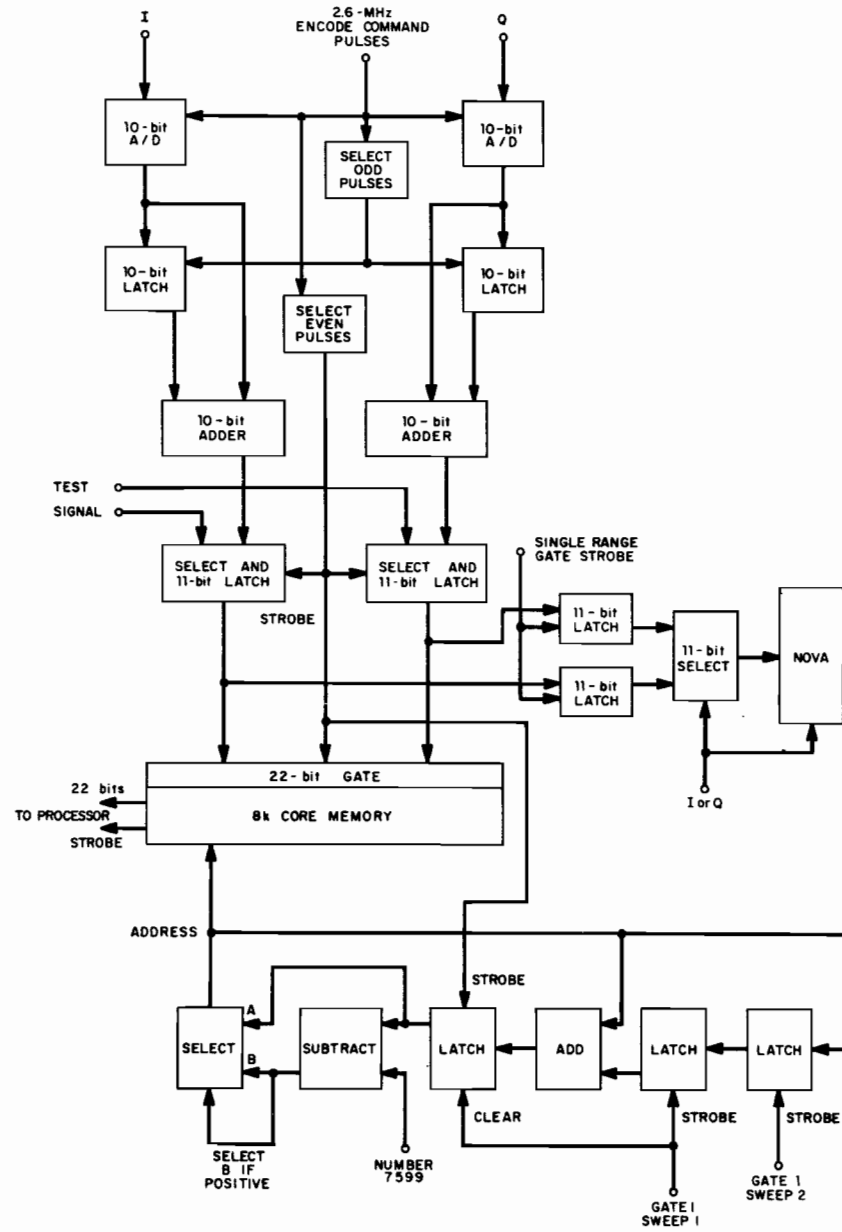 I
2.6-MHz
ENCODE COMMAND
PULSES
Q
10-bit
A/D
SELECT
ODD
PULSES
10-bit
A/D
10-bit
LATCH
SELECT
EVEN
PULSES
10-bit
LATCH
10-bit
ADDER
10-bit
ADDER
TEST
SIGNAL
SELECT AND
11-bit LATCH
STROBE
SELECT AND
11-bit LATCH
SINGLE RANGE
GATE STROBE
11-bit
LATCH
11-bit
LATCH
11-bit
SELECT
NOVA
I or Q
22-bit GATE
8k CORE MEMORY
22 bits
TO PROCESSOR
STROBE
ADDRESS
STROBE
SELECT
A
B
SUBTRACT
LATCH
ADD
LATCH
LATCH
SELECT
B IF
POSITIVE
NUMBER
7599
CLEAR
STROBE
STROBE
GATE 1
SWEEP 1
GATE 1
SWEEP 2